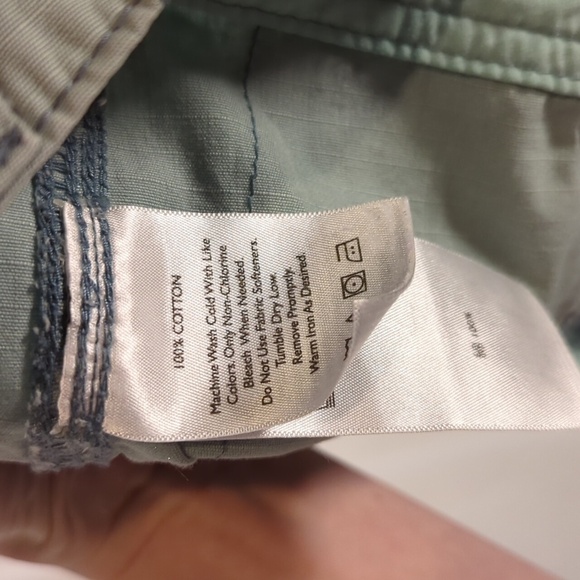 100% COTTON
Machine Wash Cold With Like
Colors. Only Non-Chlorine
Bleach When Needed.
Do Not Use Fabric Softeners.
Tumble Dry Low.
Remove Promptly.
Warm Iron As Desired.